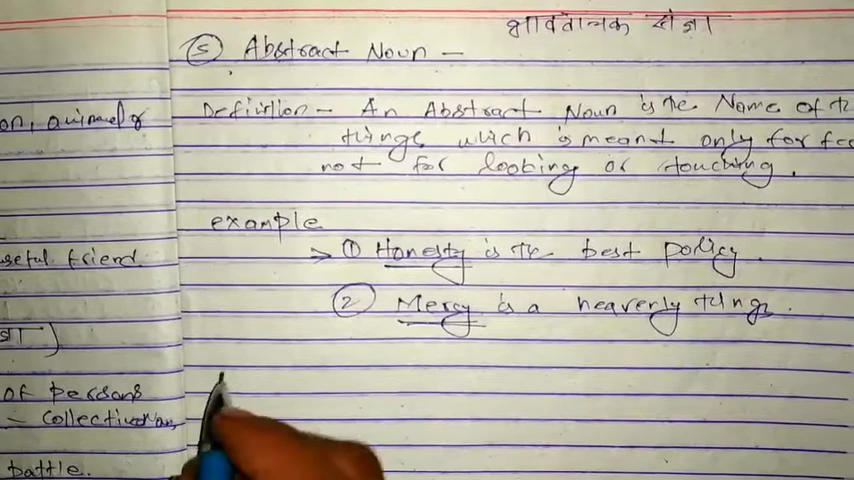 भाववाचक संज्ञा
⑤ Abstract Noun -
Definition - An Abstract Noun is the Name of
things which is meant only for
not for looking or touching.
example
→ ① Honesty is the best policy.
② Mercy is a heavenly things.
on, animal or
useful friend
of persons
- Collective Noun,
battle.